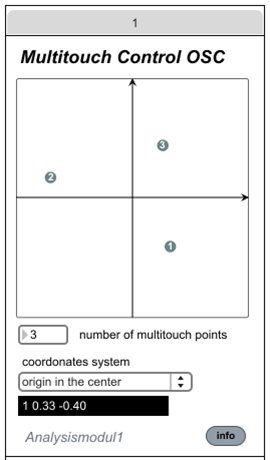 1
Multitouch Control OSC
3
2
1
3 number of multitouch points
coordonates system
origin in the center
1 0.33 -0.40
Analysismodul1 info